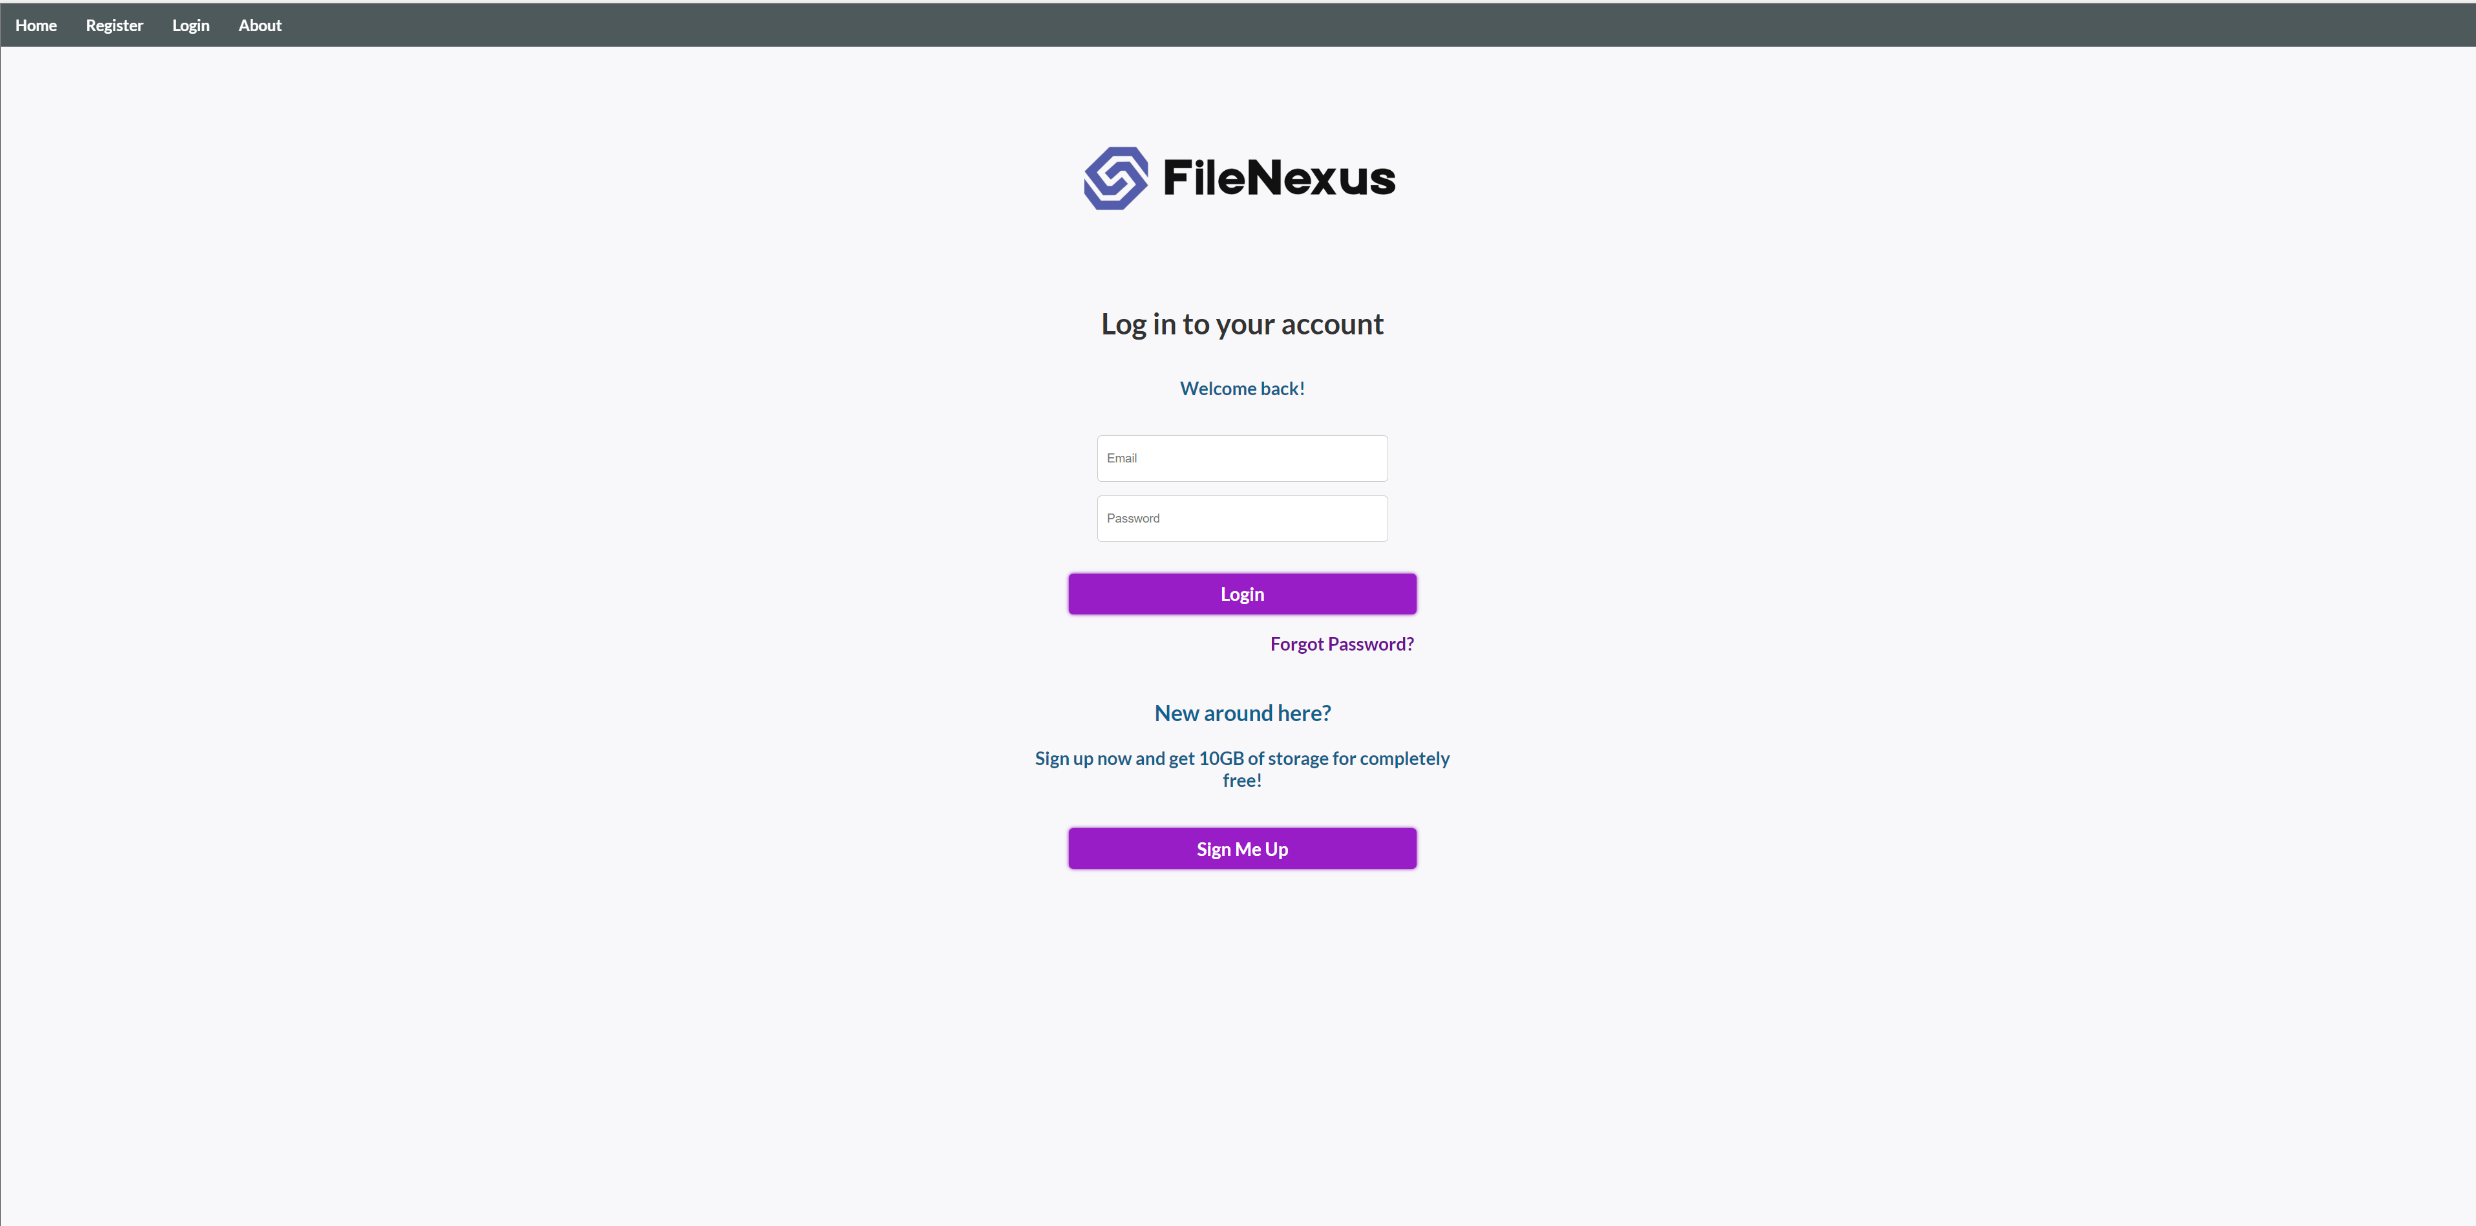 Home Register Login About
FileNexus
Log in to your account
Welcome back!
Email
Password
Login
Forgot Password?
New around here?
Sign up now and get 10GB of storage for completely
free!
Sign Me Up